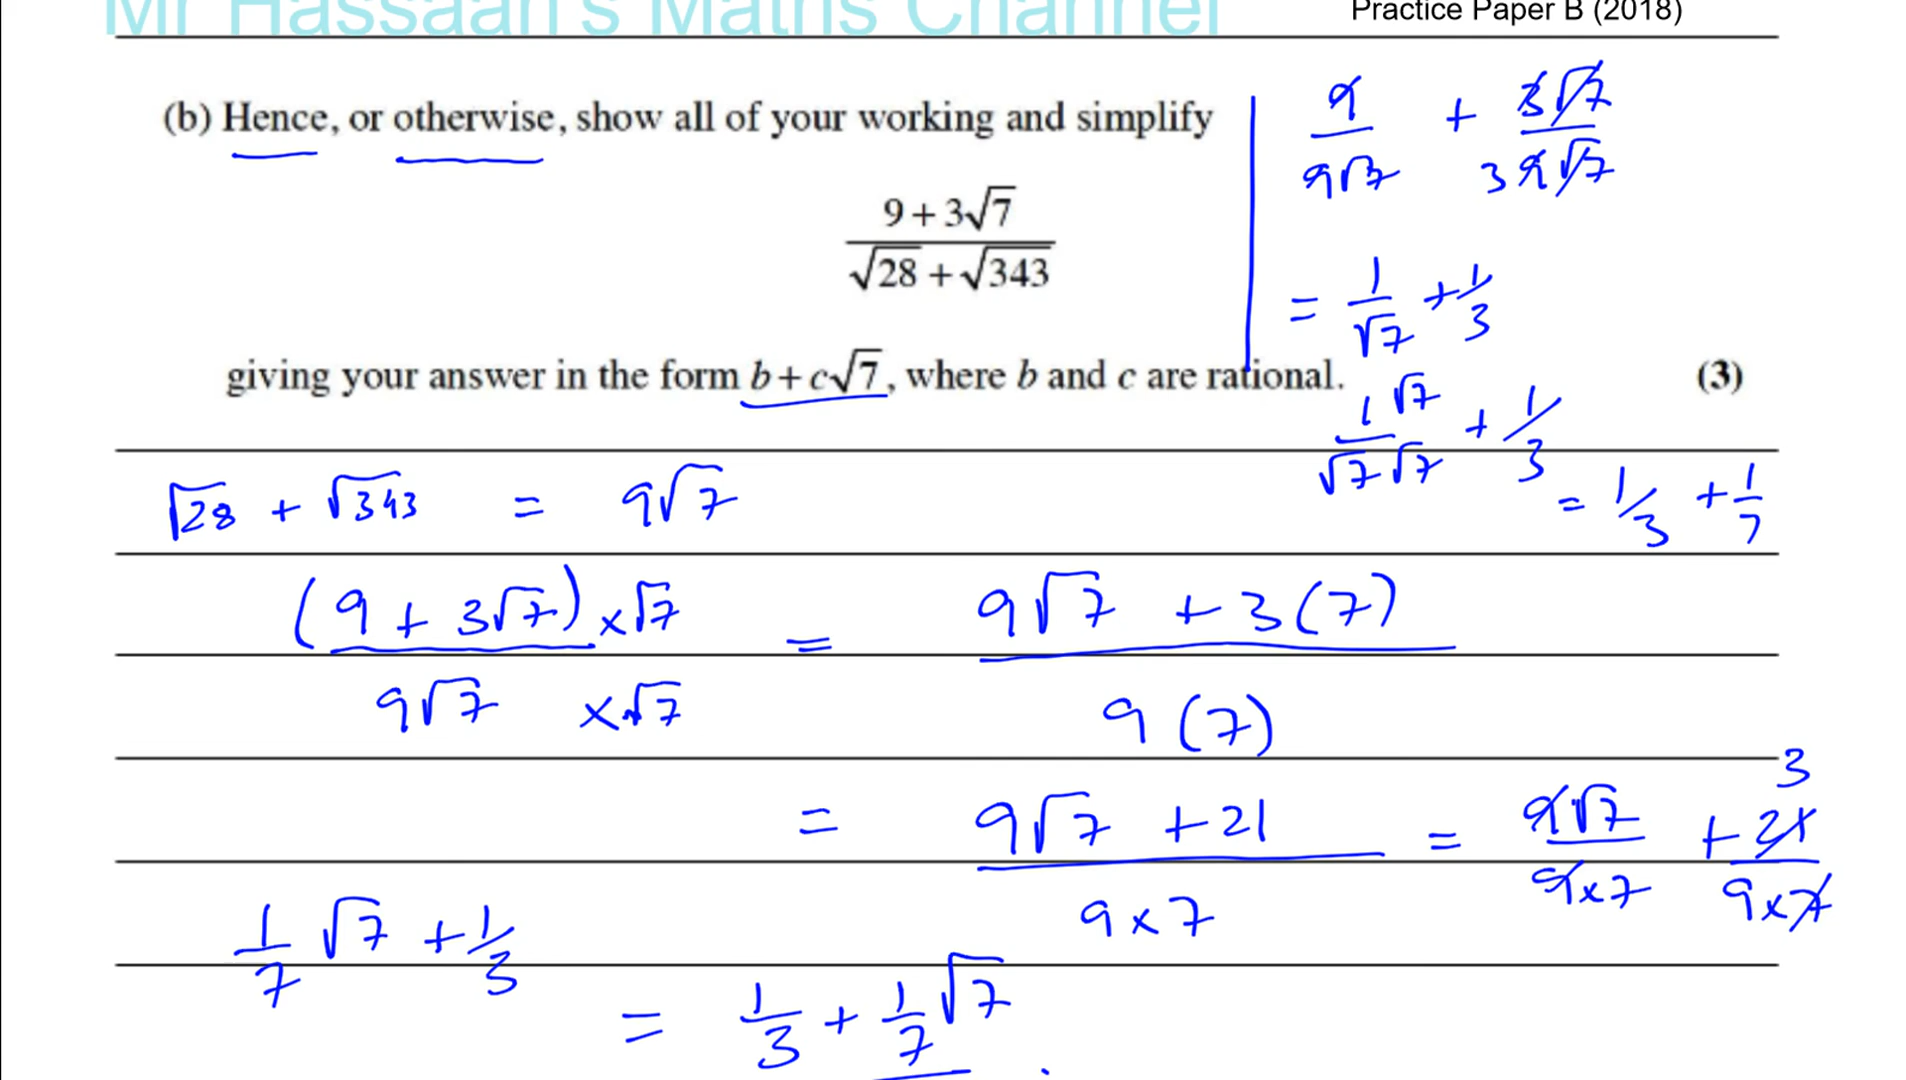 Mr Hassaan's Maths Channel
Practice Paper B (2018)
(b) Hence, or otherwise, show all of your working and simplify
9 + 3√7
√28 + √343
giving your answer in the form b + c√7, where b and c are rational. (3)
9/9√7 + 3√7/9√7 3
= 1/√7 + 1/3
1√7/√7√7 + 1/3
= 1/3 + 1/7
√28 + √343 = 9√7
(9 + 3√7) ×√7 = 9√7 + 3(7)
9√7 ×√7 9(7)
= 9√7 + 21 = 9√7 + 21 3
9 × 7 9×7 9×7
1/7 √7 + 1/3
= 1/3 + 1/7 √7